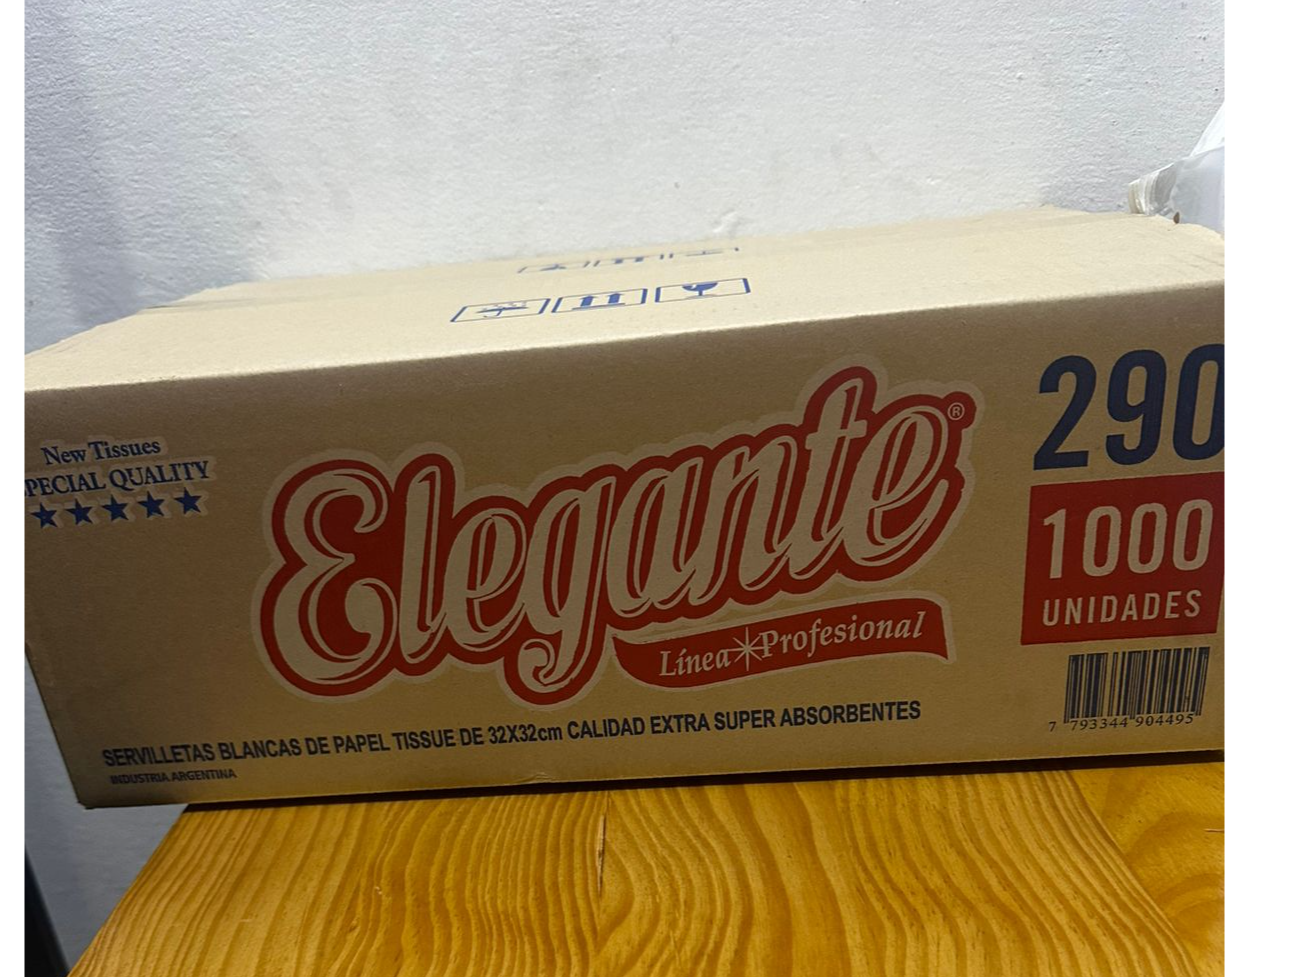 New Tissues
SPECIAL QUALITY
Elegante®
Línea Profesional
290
1000
UNIDADES
7 793344 904495
SERVILLETAS BLANCAS DE PAPEL TISSUE DE 32X32cm CALIDAD EXTRA SUPER ABSORBENTES
INDUSTRIA ARGENTINA